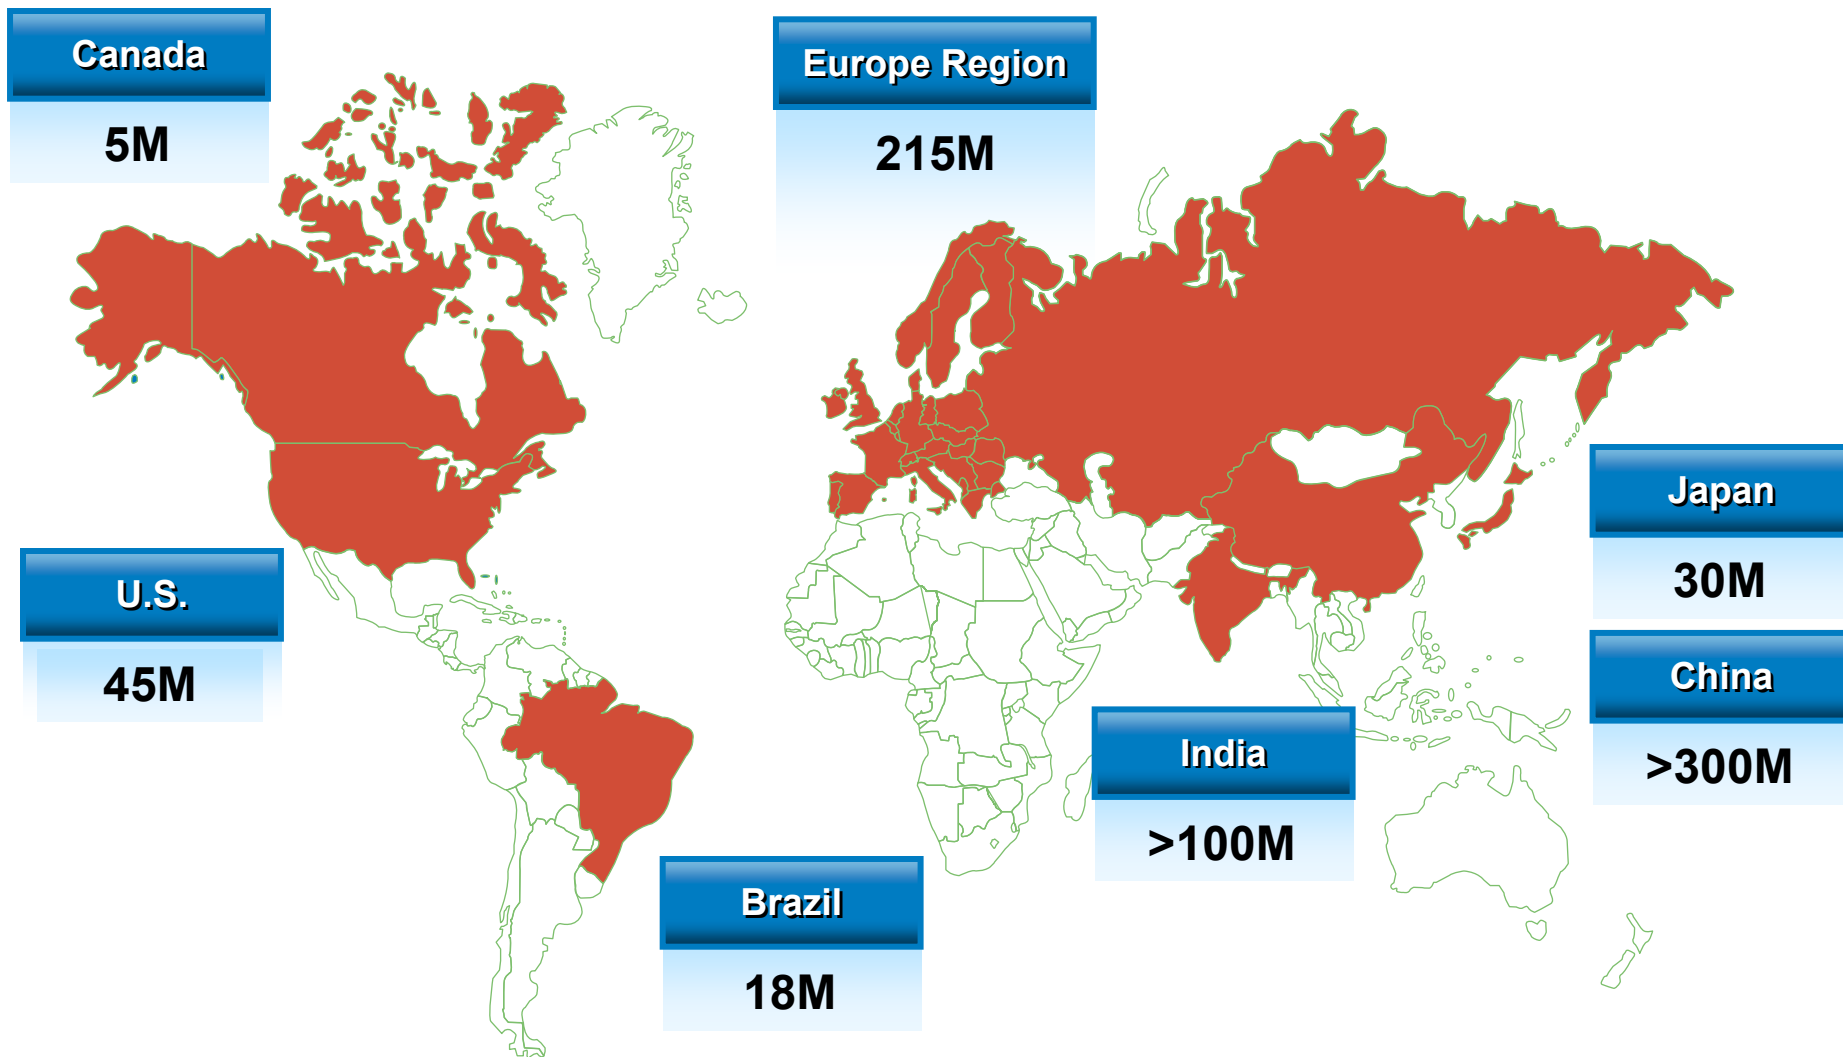 Canada
5M
Europe Region
215M
U.S.
45M
Japan
30M
China
>300M
India
>100M
Brazil
18M